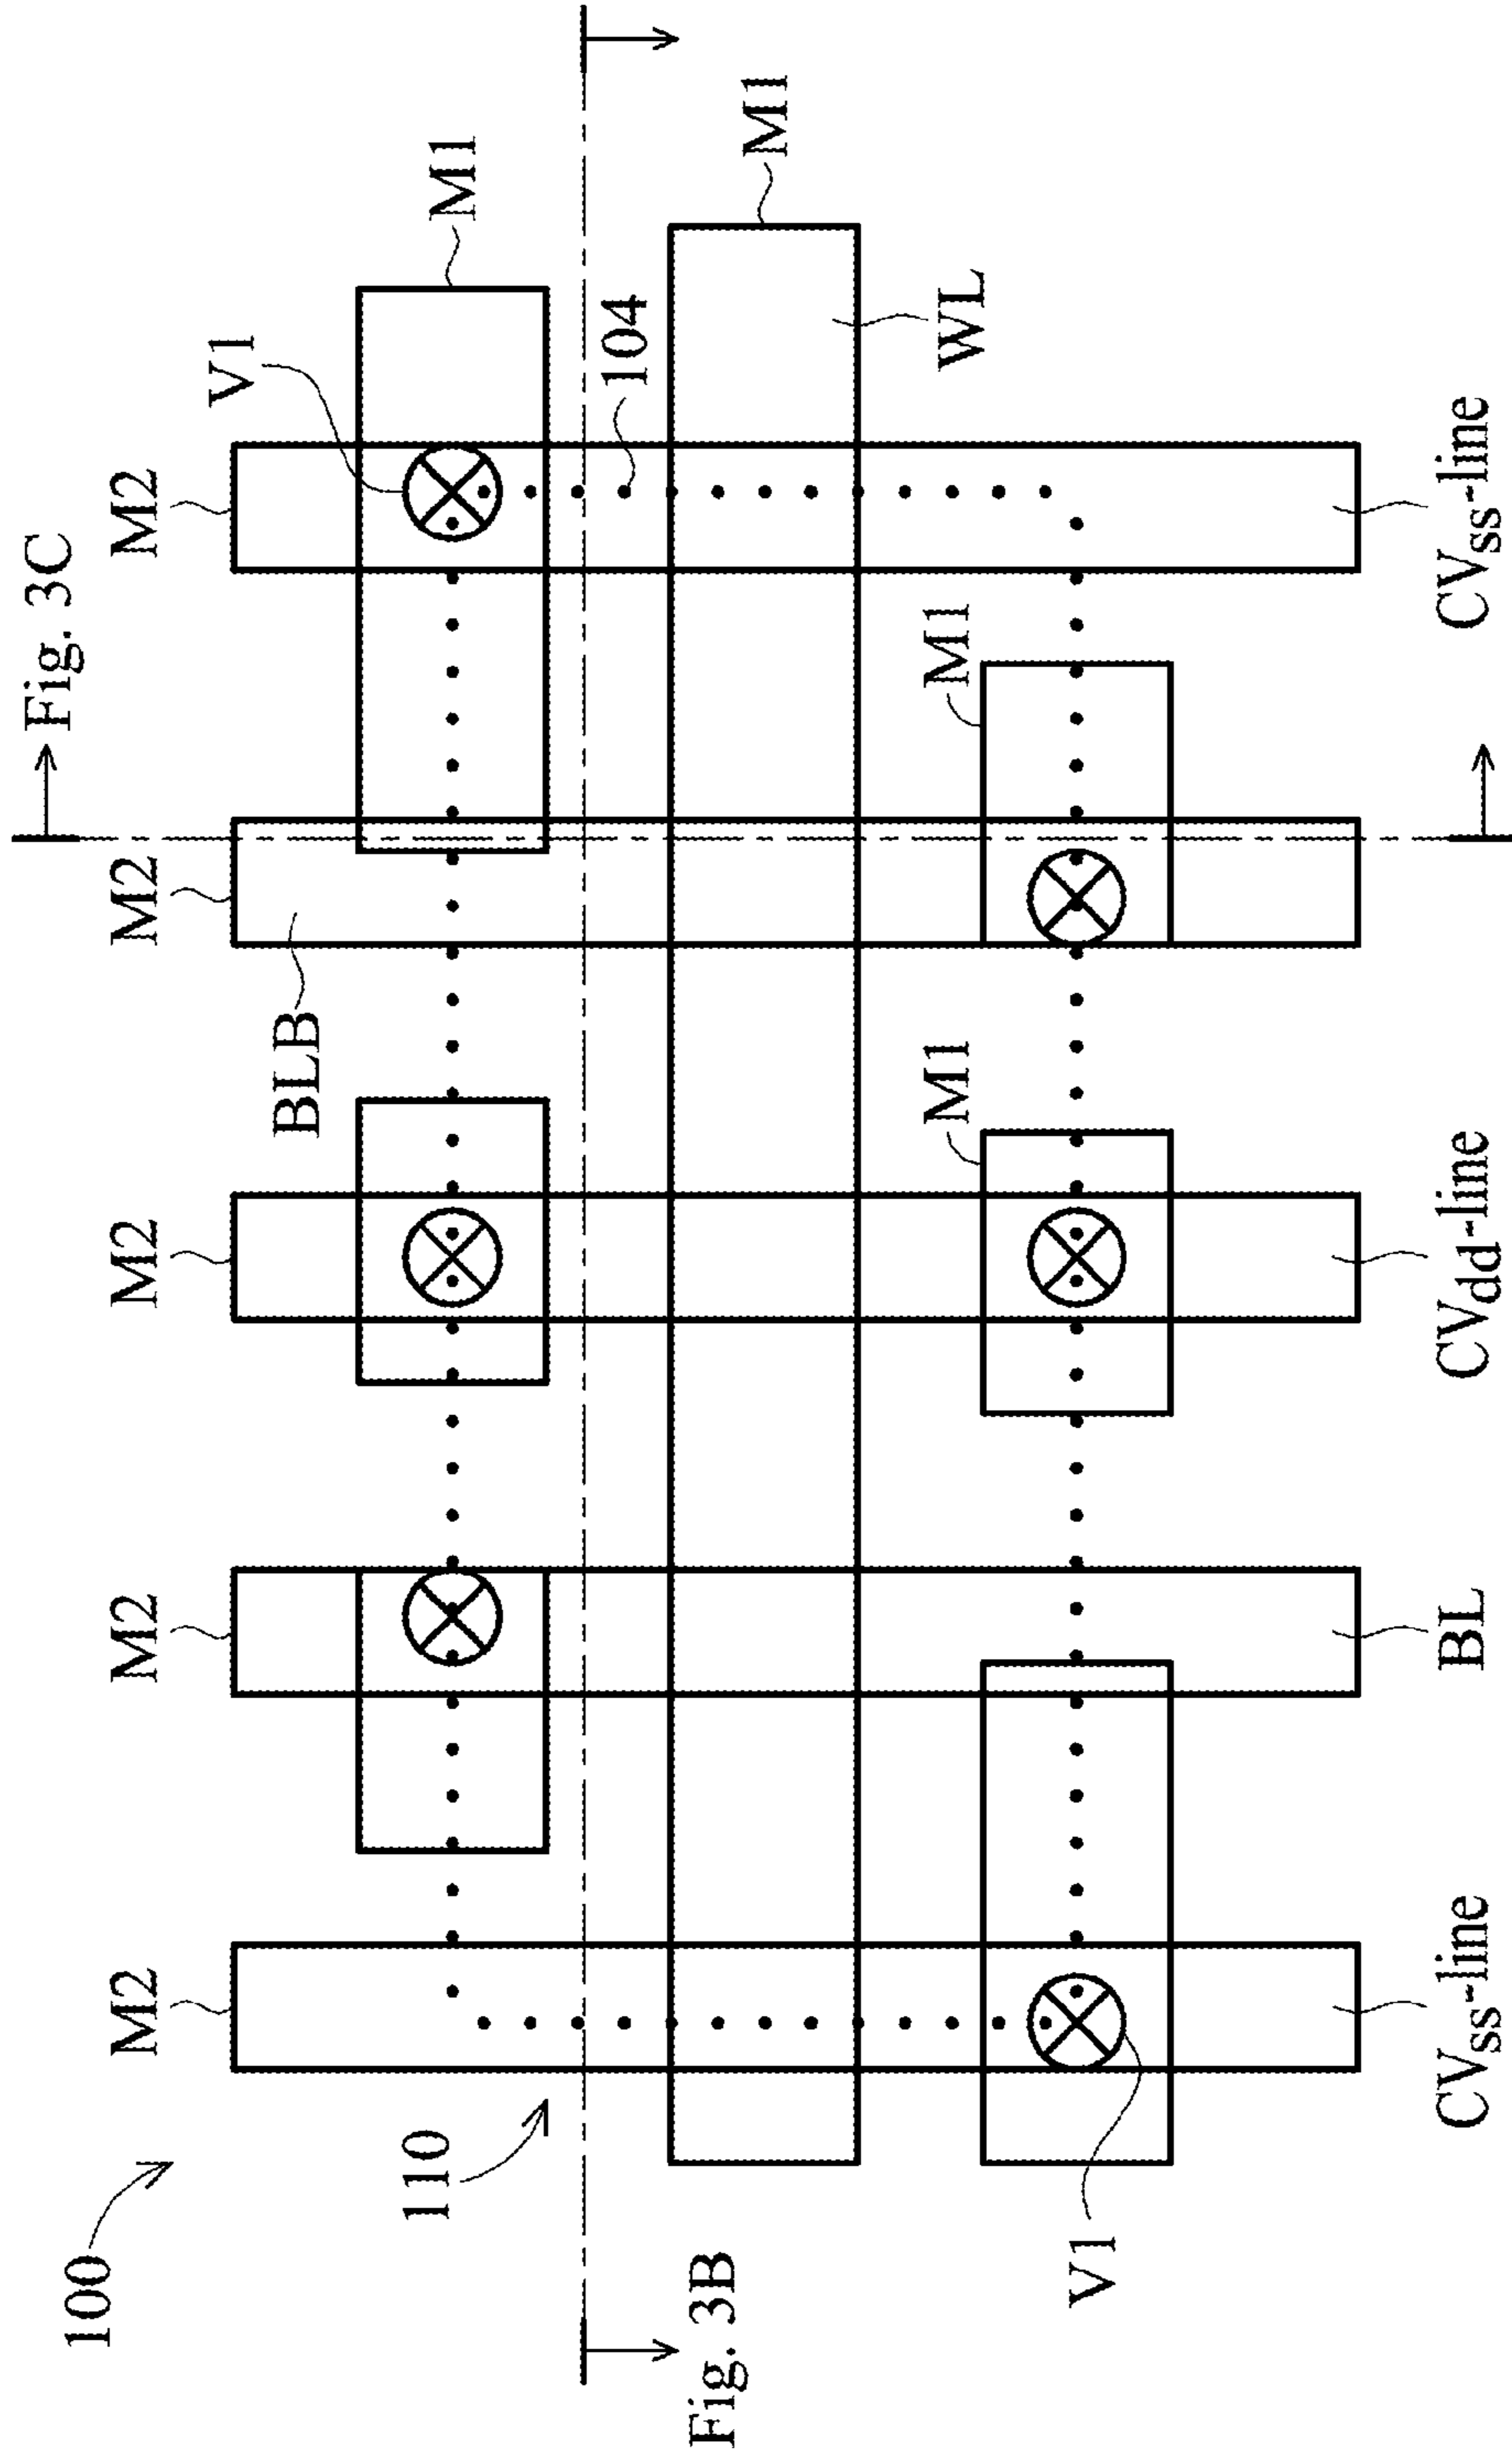 Fig. 3C
100
M2
M2
M2
M2
M2
V1
BLB
110
M1
104
Fig. 3B
M1
M1
M1
WL
V1
CVss-line
BL
CVdd-line
CVss-line